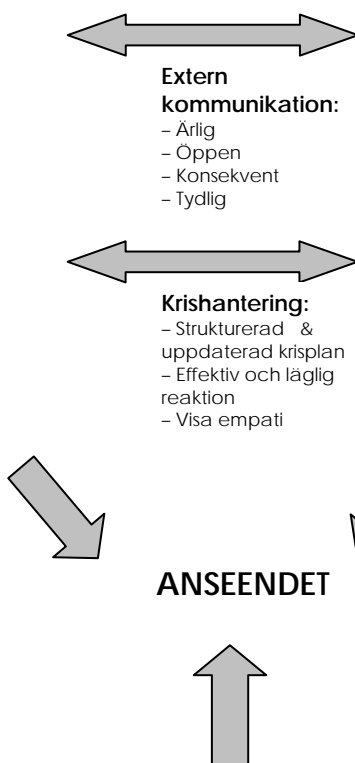 Extern
kommunikation:
– Ärlig
– Öppen
– Konsekvent
– Tydlig
Krishantering:
– Strukturerad &
uppdaterad krisplan
– Effektiv och läglig
reaktion
– Visa empati
ANSEENDET